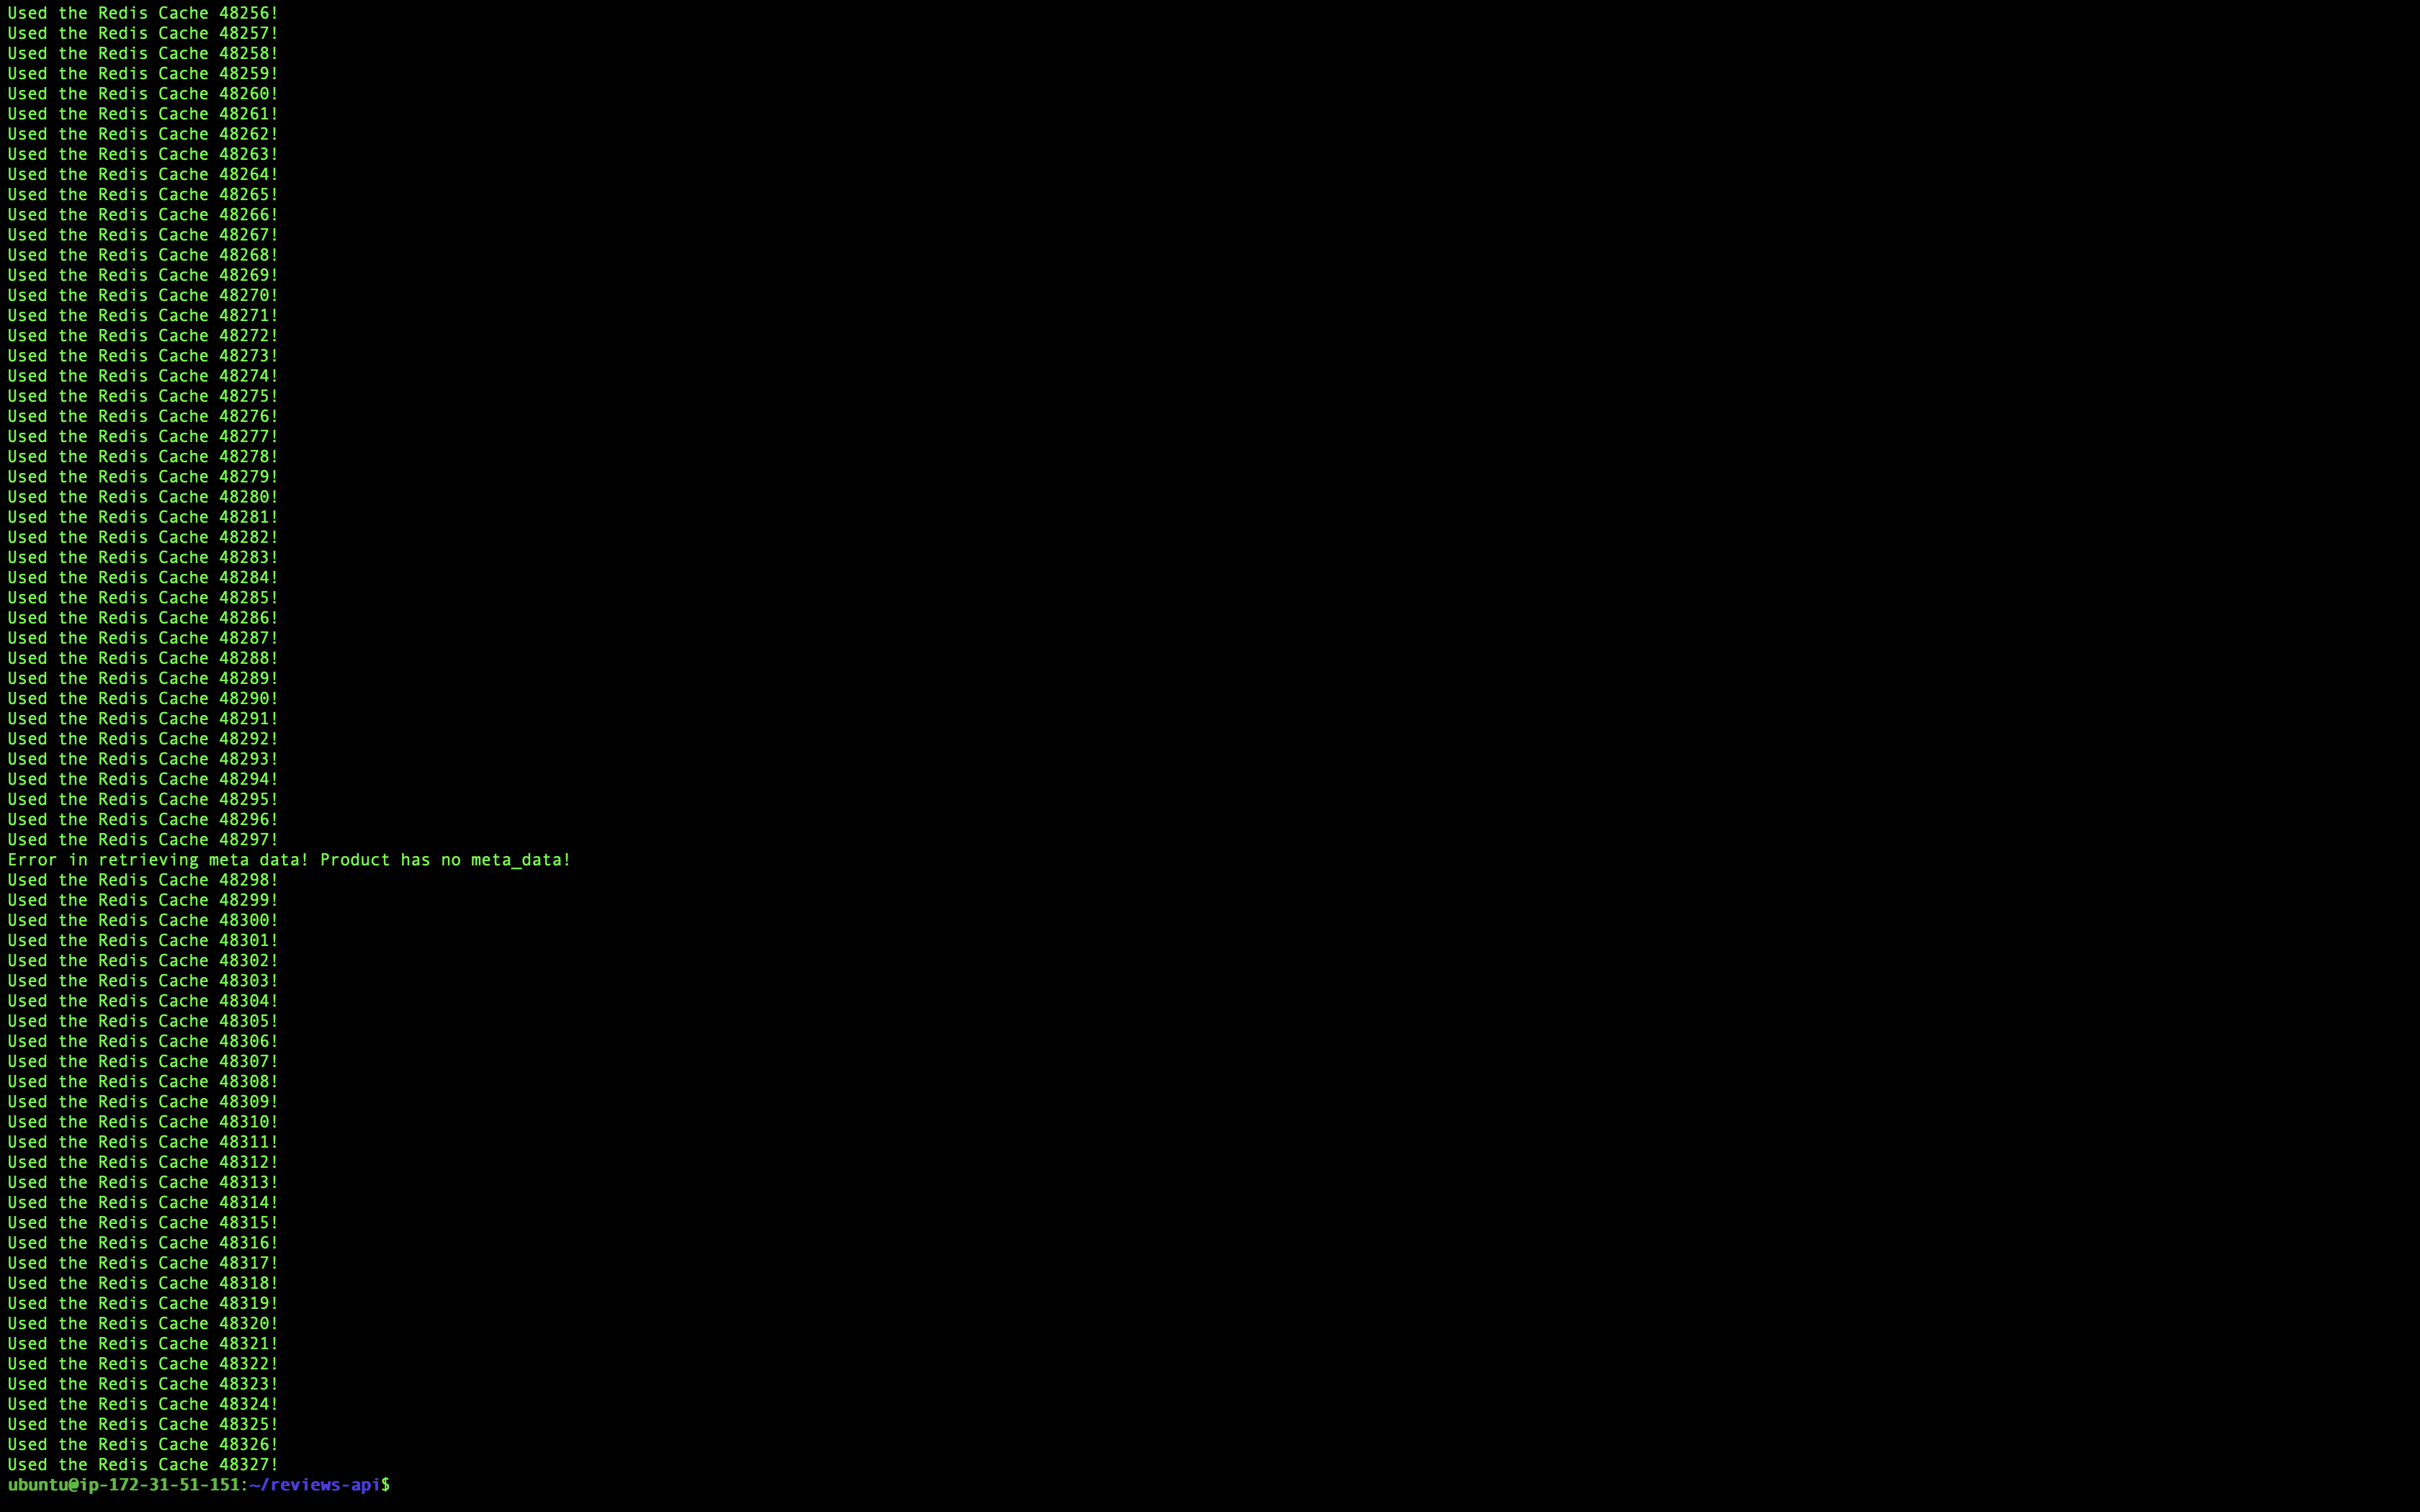 Used the Redis Cache 48256!
Used the Redis Cache 48257!
Used the Redis Cache 48258!
Used the Redis Cache 48259!
Used the Redis Cache 48260!
Used the Redis Cache 48261!
Used the Redis Cache 48262!
Used the Redis Cache 48263!
Used the Redis Cache 48264!
Used the Redis Cache 48265!
Used the Redis Cache 48266!
Used the Redis Cache 48267!
Used the Redis Cache 48268!
Used the Redis Cache 48269!
Used the Redis Cache 48270!
Used the Redis Cache 48271!
Used the Redis Cache 48272!
Used the Redis Cache 48273!
Used the Redis Cache 48274!
Used the Redis Cache 48275!
Used the Redis Cache 48276!
Used the Redis Cache 48277!
Used the Redis Cache 48278!
Used the Redis Cache 48279!
Used the Redis Cache 48280!
Used the Redis Cache 48281!
Used the Redis Cache 48282!
Used the Redis Cache 48283!
Used the Redis Cache 48284!
Used the Redis Cache 48285!
Used the Redis Cache 48286!
Used the Redis Cache 48287!
Used the Redis Cache 48288!
Used the Redis Cache 48289!
Used the Redis Cache 48290!
Used the Redis Cache 48291!
Used the Redis Cache 48292!
Used the Redis Cache 48293!
Used the Redis Cache 48294!
Used the Redis Cache 48295!
Used the Redis Cache 48296!
Used the Redis Cache 48297!
Error in retrieving meta data! Product has no meta_data!
Used the Redis Cache 48298!
Used the Redis Cache 48299!
Used the Redis Cache 48300!
Used the Redis Cache 48301!
Used the Redis Cache 48302!
Used the Redis Cache 48303!
Used the Redis Cache 48304!
Used the Redis Cache 48305!
Used the Redis Cache 48306!
Used the Redis Cache 48307!
Used the Redis Cache 48308!
Used the Redis Cache 48309!
Used the Redis Cache 48310!
Used the Redis Cache 48311!
Used the Redis Cache 48312!
Used the Redis Cache 48313!
Used the Redis Cache 48314!
Used the Redis Cache 48315!
Used the Redis Cache 48316!
Used the Redis Cache 48317!
Used the Redis Cache 48318!
Used the Redis Cache 48319!
Used the Redis Cache 48320!
Used the Redis Cache 48321!
Used the Redis Cache 48322!
Used the Redis Cache 48323!
Used the Redis Cache 48324!
Used the Redis Cache 48325!
Used the Redis Cache 48326!
Used the Redis Cache 48327!
ubuntu@ip-172-31-51-151:~/reviews-api$